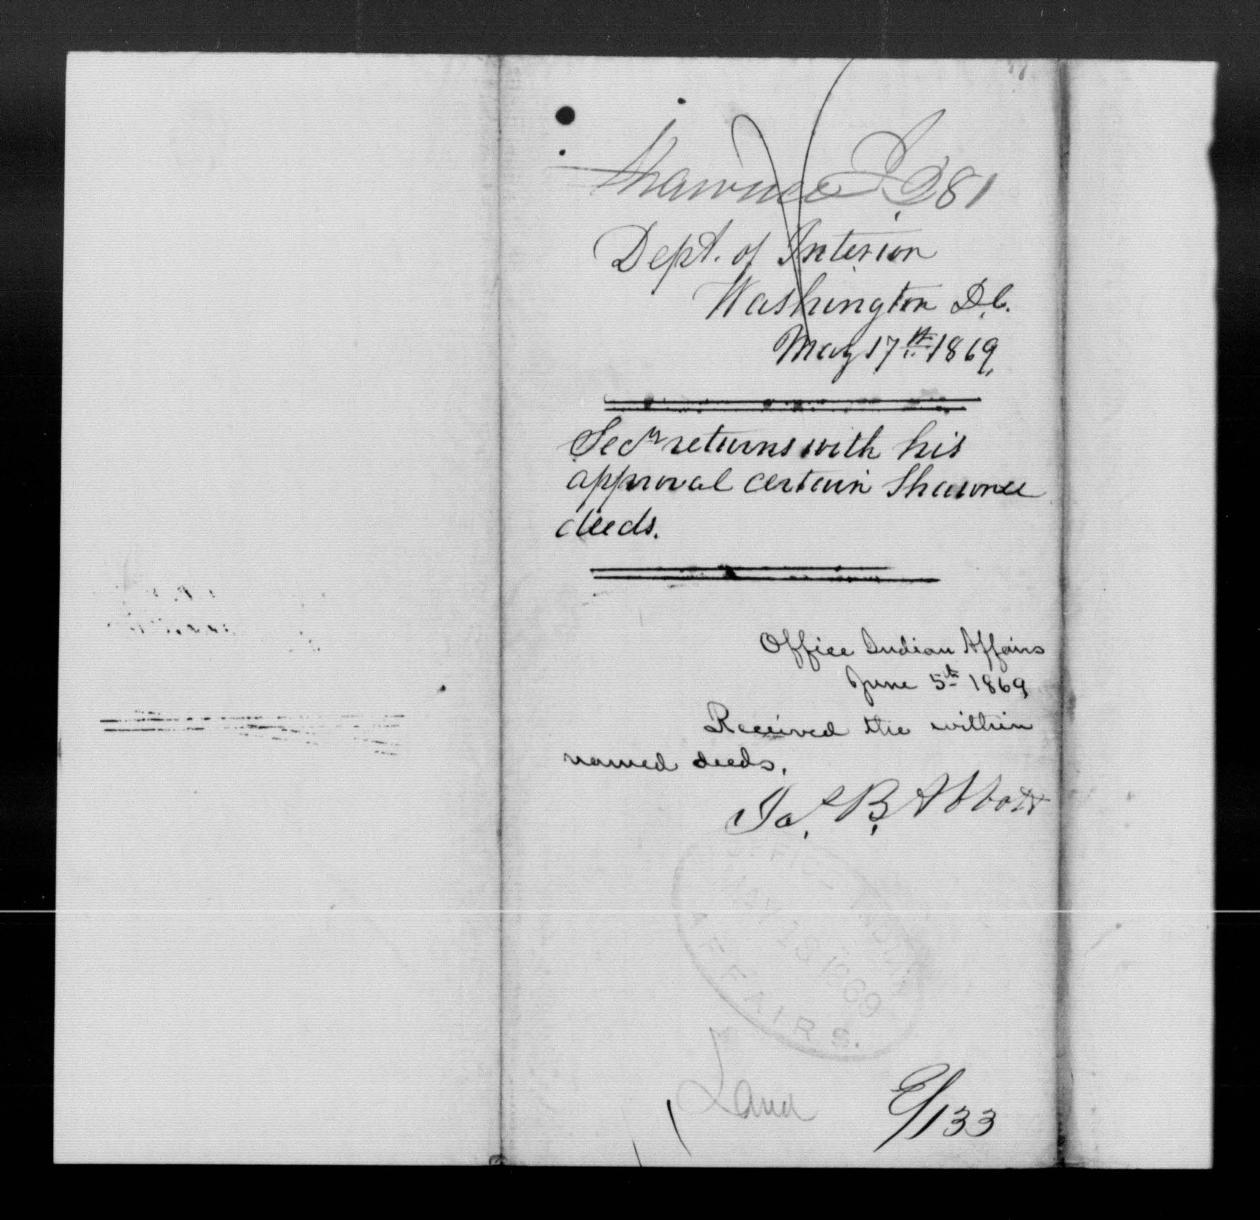 Shawnee I 381
Dept. of Interior
Washington D.C.
May 17th 1869,
Secy returns with his
approval certain Shawnee
deeds.
Office Indian Affairs
June 5th 1869
Received the within
named deeds.
Jas. B. Abbott
OFFICE INDIAN
MAY 18 1869
AFFAIRS.
Land
133